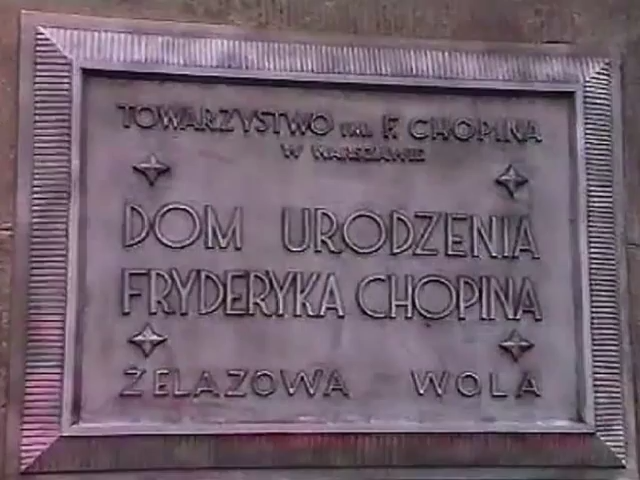 TOWARZYSTWO IM. F. CHOPINA
W WARSZAWIE
DOM URODZENIA
FRYDERYKA CHOPINA
ŻELAZOWA WOLA